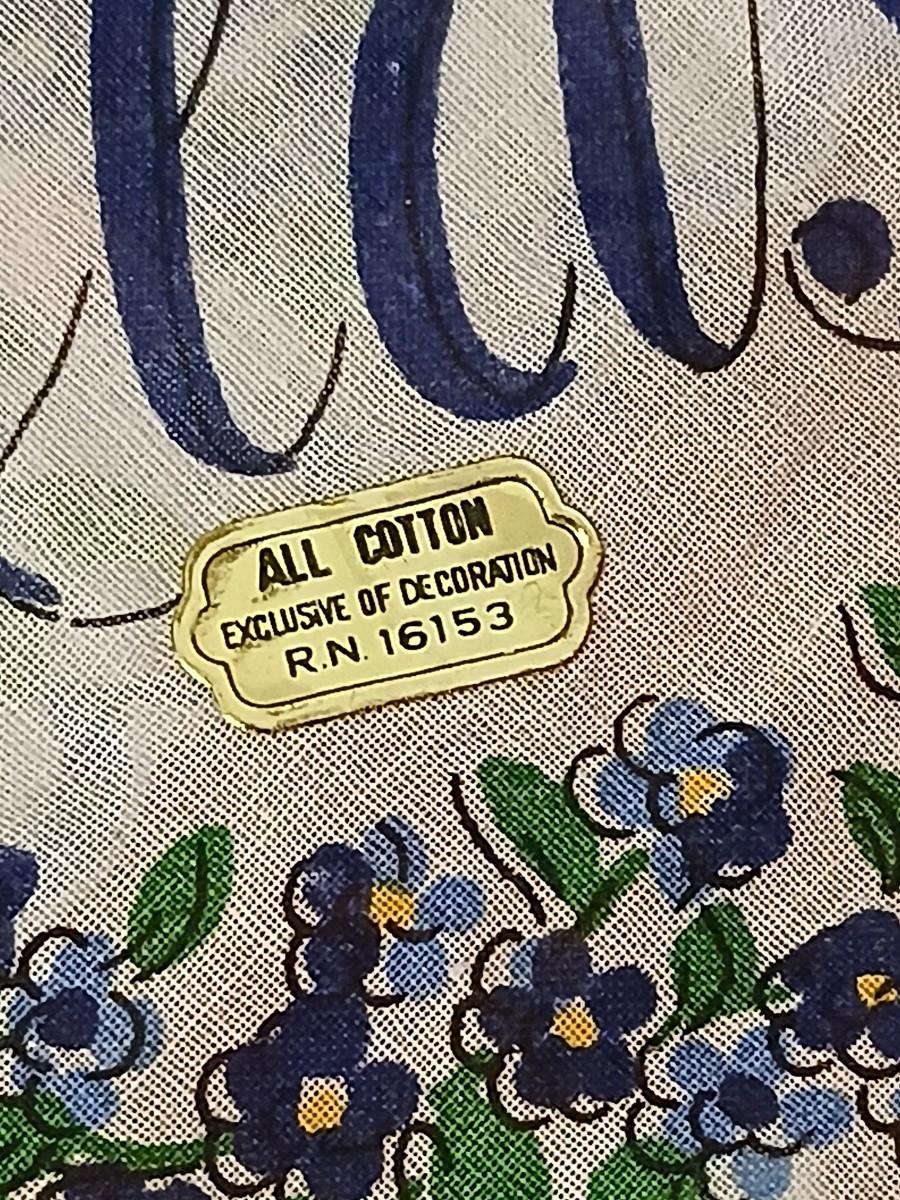 ALL COTTON
EXCLUSIVE OF DECORATION
R.N. 16153